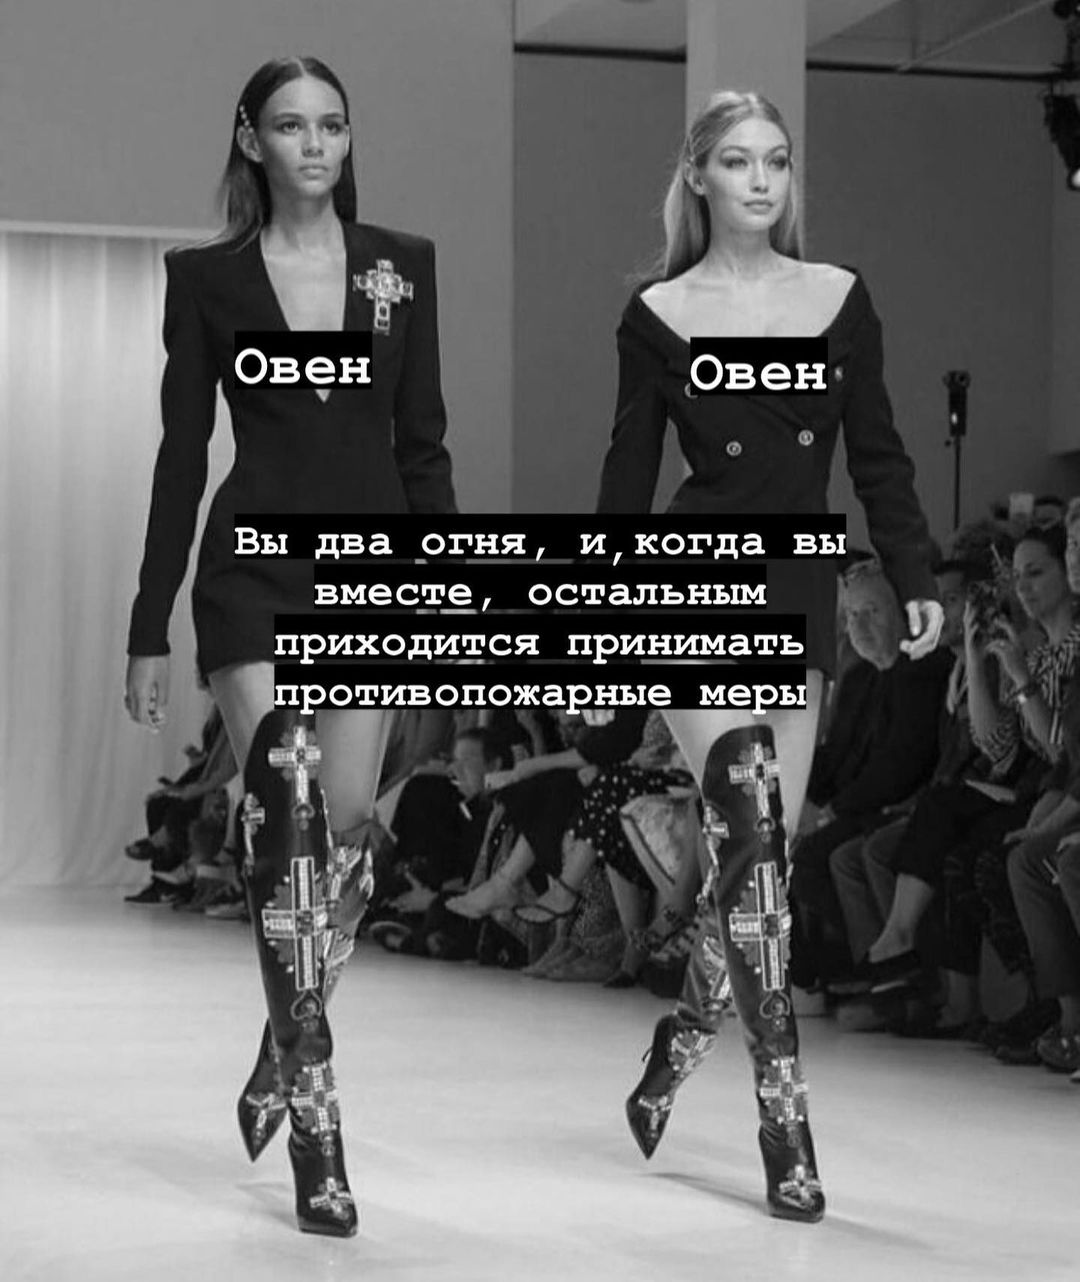 Овен
Овен
Вы два огня, и,когда вы
вместе, остальным
приходится принимать
противопожарные меры